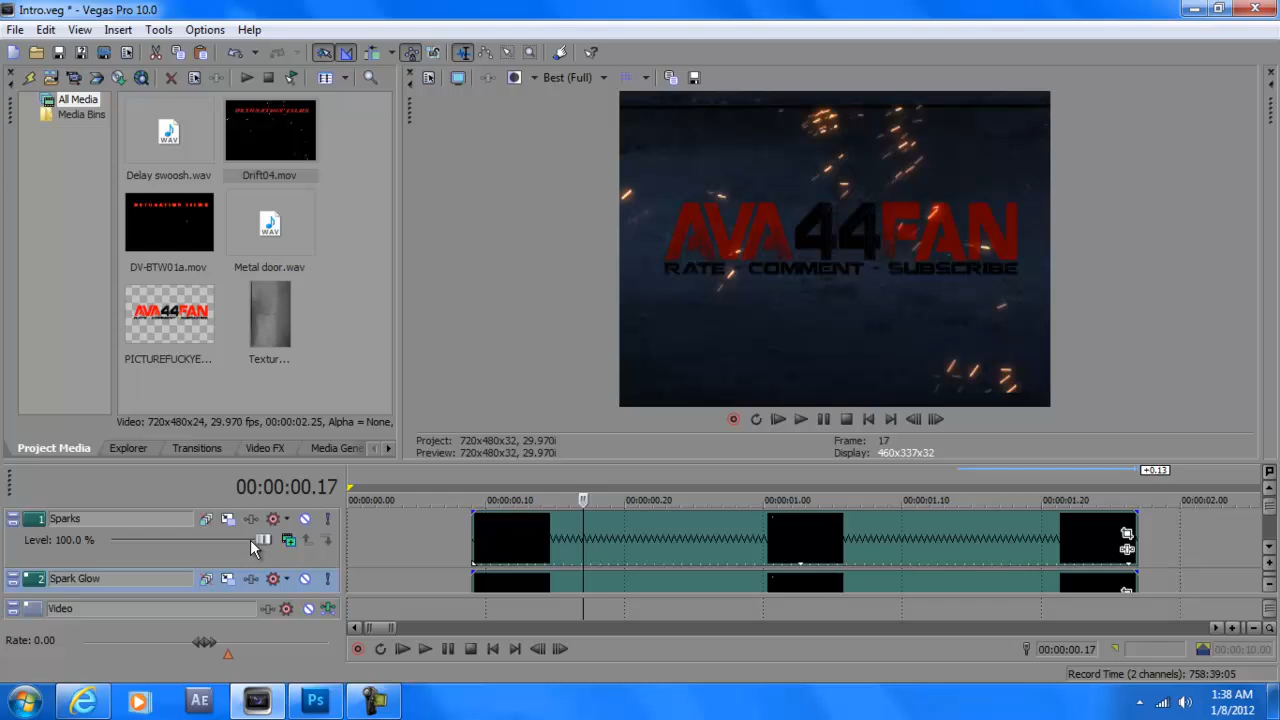 Intro.veg * - Vegas Pro 10.0
File Edit View Insert Tools Options Help
Best (Full)
All Media
Media Bins
WAV
Delay swoosh.wav
Drift04.mov
DV-BTW01a.mov
WAV
Metal door.wav
AVA44FAN
PICTUREFUCKYE...
Textur...
AVA44FAN
RATE - COMMENT - SUBSCRIBE
Video: 720x480x24, 29.970 fps, 00:00:02.25, Alpha = None,
Project Media Explorer Transitions Video FX Media Gene
Project: 720x480x32, 29.970i
Preview: 720x480x32, 29.970i
Frame: 17
Display: 460x337x32
+0.13
00:00:00.17
00:00:00.00 00:00:00.10 00:00:00.20 00:00:01.00 00:00:01.10 00:00:01.20 00:00:02.00
1 Sparks
Level: 100.0 %
2 Spark Glow
Video
Rate: 0.00
00:00:00.17
00:00:10.00
Record Time (2 channels): 758:39:05
Ae
Ps
1:38 AM
1/8/2012